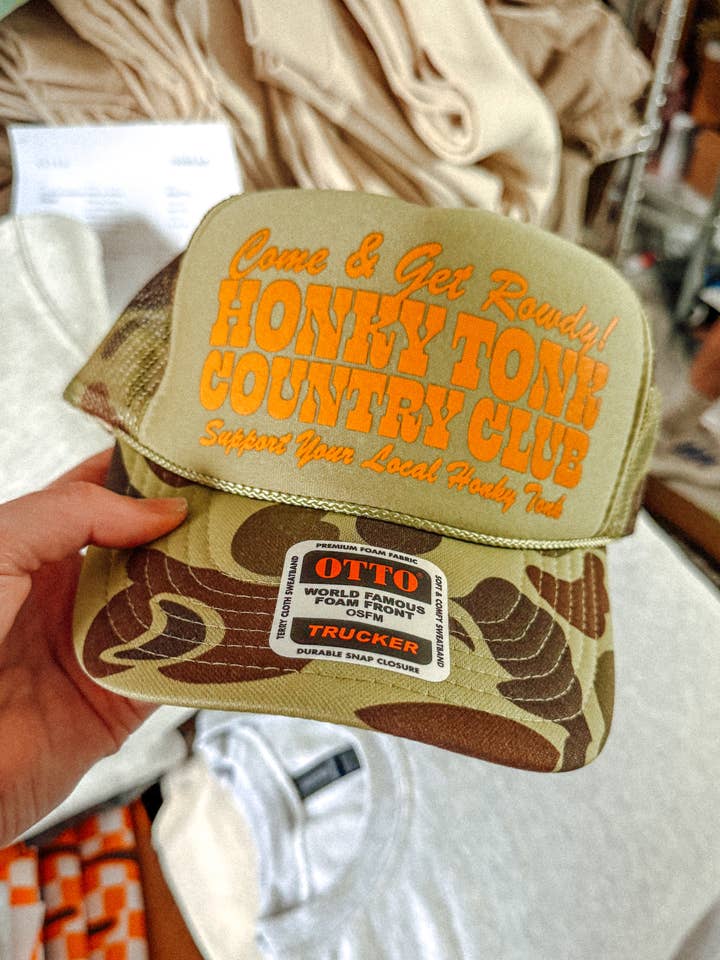 Come & Get Rowdy!
HONKY TONK
COUNTRY CLUB
Support Your Local Honky Tonk
PREMIUM FOAM FABRIC
TERRY CLOTH SWEATBAND
OTTO
WORLD FAMOUS
FOAM FRONT
OSFM
TRUCKER
SOFT & COMFY SWEATBAND
DURABLE SNAP CLOSURE